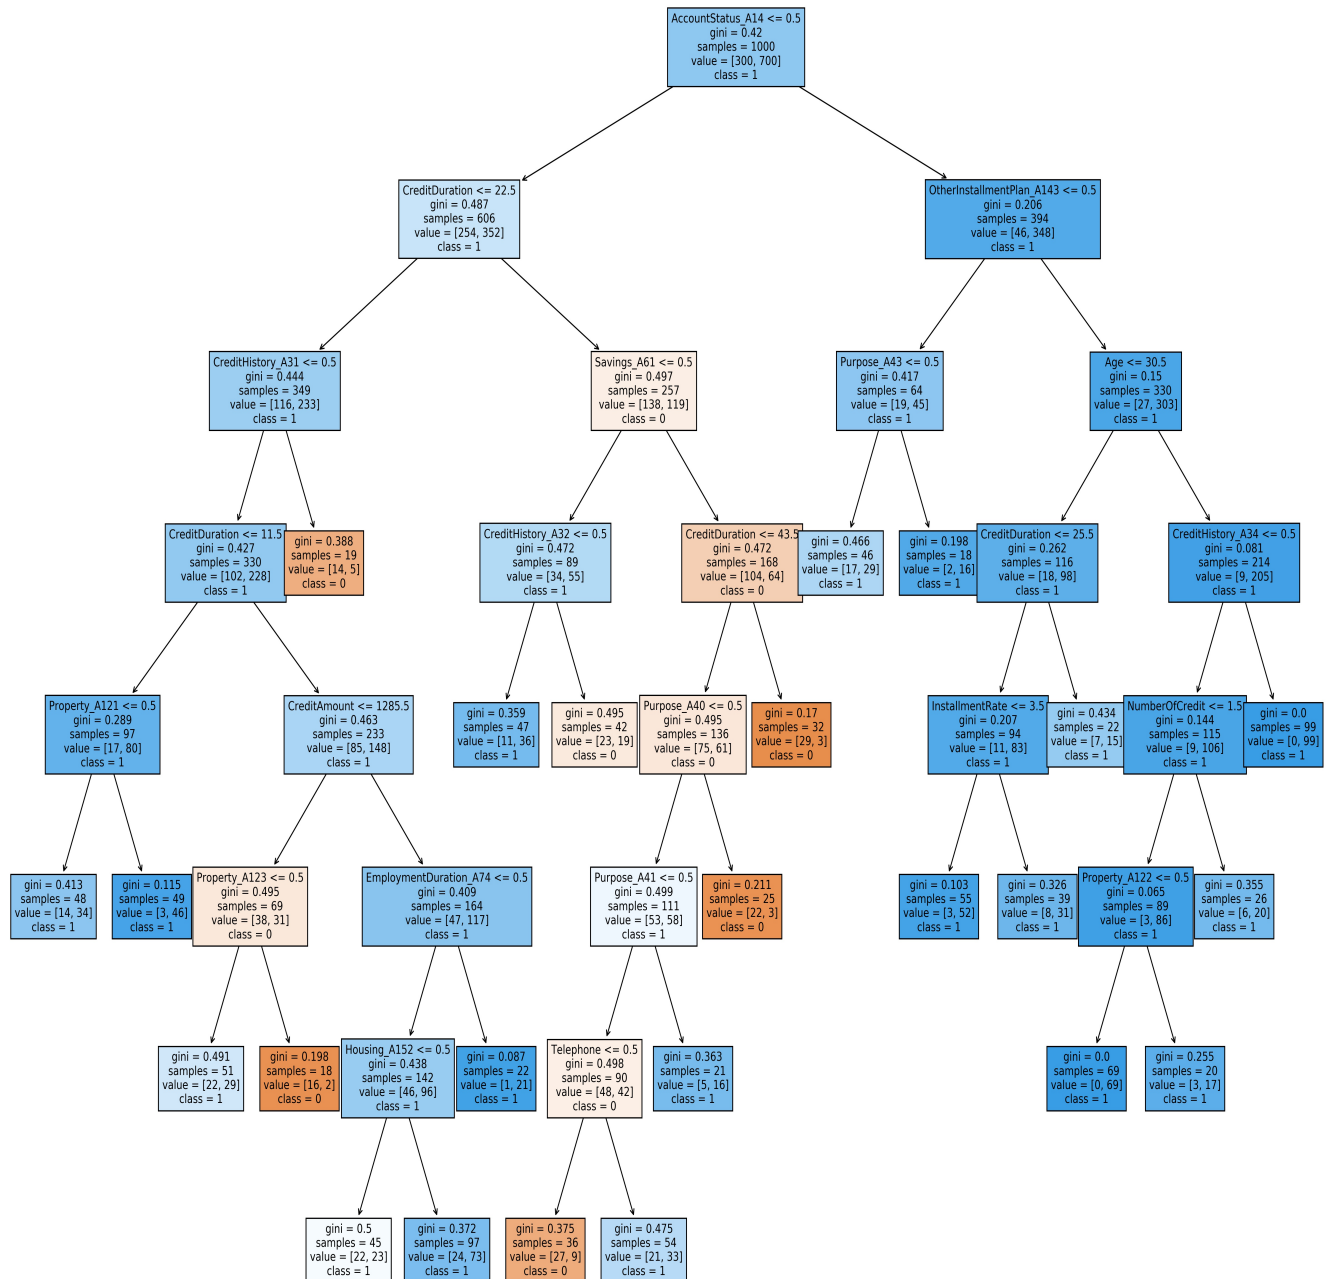 AccountStatus_A14 <= 0.5
gini = 0.42
samples = 1000
value = [300, 700]
class = 1
CreditDuration <= 22.5
gini = 0.487
samples = 606
value = [254, 352]
class = 1
OtherInstallmentPlan_A143 <= 0.5
gini = 0.206
samples = 394
value = [46, 348]
class = 1
CreditHistory_A31 <= 0.5
gini = 0.444
samples = 349
value = [116, 233]
class = 1
Savings_A61 <= 0.5
gini = 0.497
samples = 257
value = [138, 119]
class = 0
Purpose_A43 <= 0.5
gini = 0.417
samples = 64
value = [19, 45]
class = 1
Age <= 30.5
gini = 0.15
samples = 330
value = [27, 303]
class = 1
CreditDuration <= 11.5
gini = 0.427
samples = 330
value = [102, 228]
class = 1
gini = 0.388
samples = 19
value = [14, 5]
class = 0
CreditHistory_A32 <= 0.5
gini = 0.472
samples = 89
value = [34, 55]
class = 1
CreditDuration <= 43.5
gini = 0.472
samples = 168
value = [104, 64]
class = 0
gini = 0.466
samples = 46
value = [17, 29]
class = 1
gini = 0.198
samples = 18
value = [2, 16]
class = 1
CreditDuration <= 25.5
gini = 0.262
samples = 116
value = [18, 98]
class = 1
CreditHistory_A34 <= 0.5
gini = 0.081
samples = 214
value = [9, 205]
class = 1
Property_A121 <= 0.5
gini = 0.289
samples = 97
value = [17, 80]
class = 1
CreditAmount <= 1285.5
gini = 0.463
samples = 233
value = [85, 148]
class = 1
gini = 0.359
samples = 47
value = [11, 36]
class = 1
gini = 0.495
samples = 42
value = [23, 19]
class = 0
Purpose_A40 <= 0.5
gini = 0.495
samples = 136
value = [75, 61]
class = 0
gini = 0.17
samples = 32
value = [29, 3]
class = 0
InstallmentRate <= 3.5
gini = 0.207
samples = 94
value = [11, 83]
class = 1
gini = 0.434
samples = 22
value = [7, 15]
class = 1
NumberOfCredit <= 1.5
gini = 0.144
samples = 115
value = [9, 106]
class = 1
gini = 0.0
samples = 99
value = [0, 99]
class = 1
gini = 0.413
samples = 48
value = [14, 34]
class = 1
gini = 0.115
samples = 49
value = [3, 46]
class = 1
Property_A123 <= 0.5
gini = 0.495
samples = 69
value = [38, 31]
class = 0
EmploymentDuration_A74 <= 0.5
gini = 0.409
samples = 164
value = [47, 117]
class = 1
Purpose_A41 <= 0.5
gini = 0.499
samples = 111
value = [53, 58]
class = 1
gini = 0.211
samples = 25
value = [22, 3]
class = 0
gini = 0.103
samples = 55
value = [3, 52]
class = 1
gini = 0.326
samples = 39
value = [8, 31]
class = 1
Property_A122 <= 0.5
gini = 0.065
samples = 89
value = [3, 86]
class = 1
gini = 0.355
samples = 26
value = [6, 20]
class = 1
gini = 0.491
samples = 51
value = [22, 29]
class = 1
gini = 0.198
samples = 18
value = [16, 2]
class = 0
Housing_A152 <= 0.5
gini = 0.438
samples = 142
value = [46, 96]
class = 1
gini = 0.087
samples = 22
value = [1, 21]
class = 1
Telephone <= 0.5
gini = 0.498
samples = 90
value = [48, 42]
class = 0
gini = 0.363
samples = 21
value = [5, 16]
class = 1
gini = 0.0
samples = 69
value = [0, 69]
class = 1
gini = 0.255
samples = 20
value = [3, 17]
class = 1
gini = 0.5
samples = 45
value = [22, 23]
class = 1
gini = 0.372
samples = 97
value = [24, 73]
class = 1
gini = 0.375
samples = 36
value = [27, 9]
class = 0
gini = 0.475
samples = 54
value = [21, 33]
class = 1